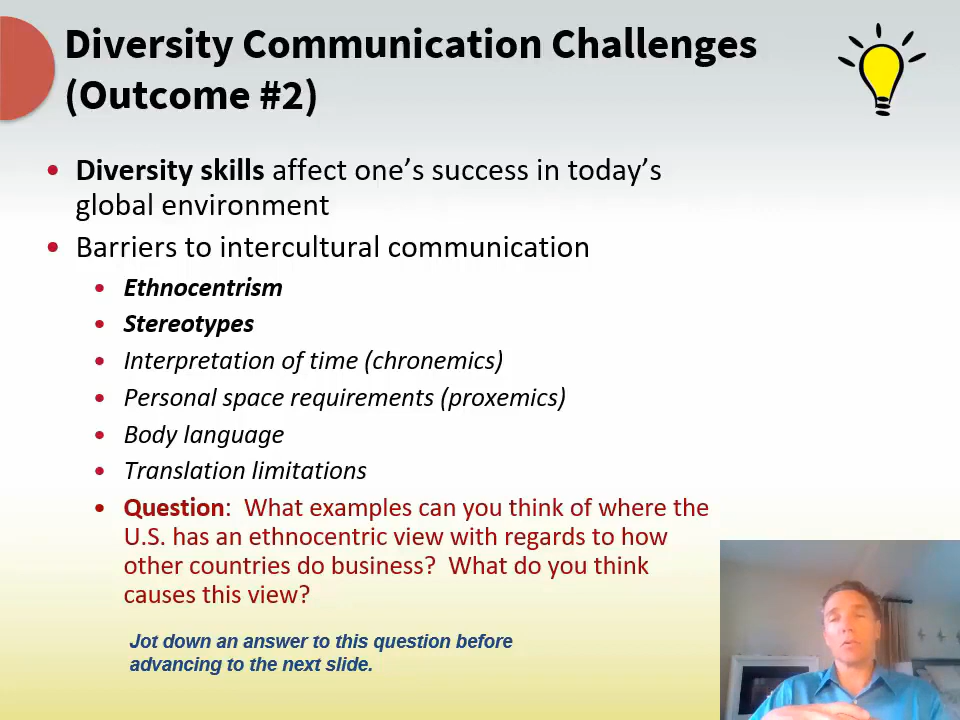 Diversity Communication Challenges
(Outcome #2)
• Diversity skills affect one’s success in today’s
global environment
• Barriers to intercultural communication
• Ethnocentrism
• Stereotypes
• Interpretation of time (chronemics)
• Personal space requirements (proxemics)
• Body language
• Translation limitations
• Question:  What examples can you think of where the
U.S. has an ethnocentric view with regards to how
other countries do business?  What do you think
causes this view?
Jot down an answer to this question before
advancing to the next slide.